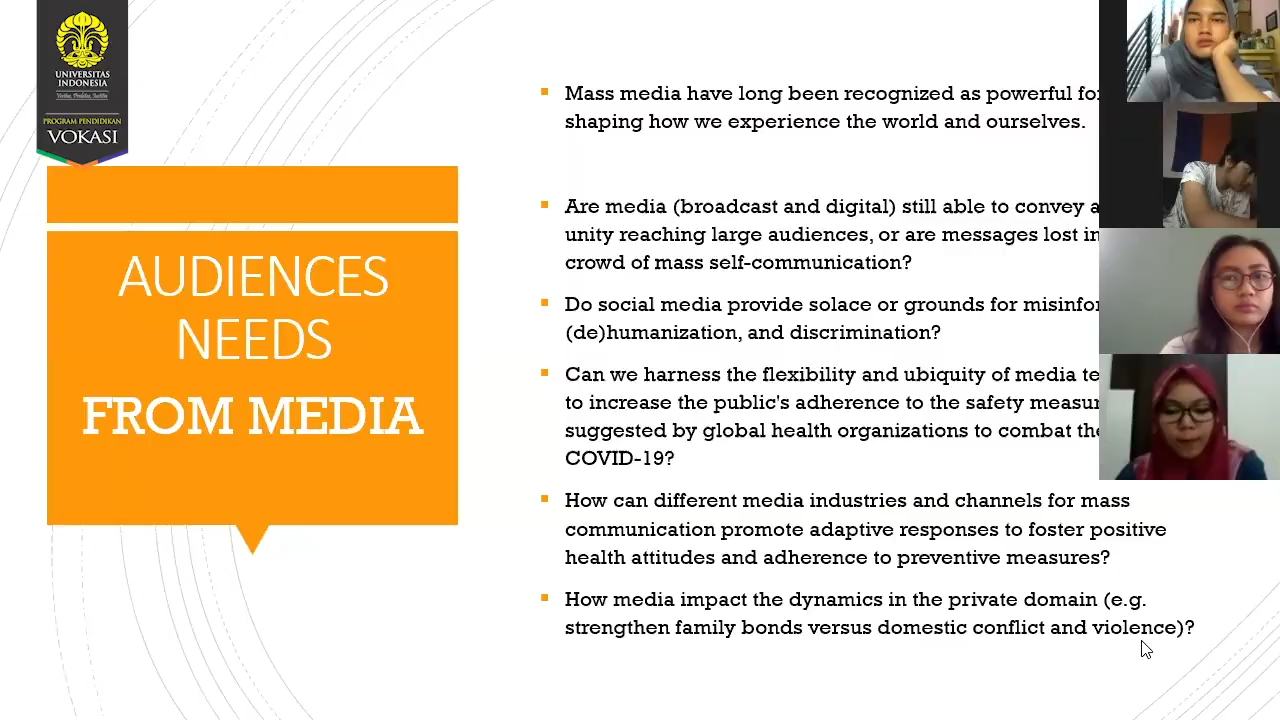 UNIVERSITAS
INDONESIA
Veritas, Probitas, Iustitia
PROGRAM PENDIDIKAN
VOKASI
AUDIENCES
NEEDS
FROM MEDIA
Mass media have long been recognized as powerful
shaping how we experience the world and ourselves.
Are media (broadcast and digital) still able to convey
unity reaching large audiences, or are messages lost in
crowd of mass self-communication?
Do social media provide solace or grounds for
(de)humanization, and discrimination?
Can we harness the flexibility and ubiquity of media
to increase the public's adherence to the safety
suggested by global health organizations to combat
COVID-19?
How can different media industries and channels for mass
communication promote adaptive responses to foster positive
health attitudes and adherence to preventive measures?
How media impact the dynamics in the private domain (e.g.
strengthen family bonds versus domestic conflict and violence)?